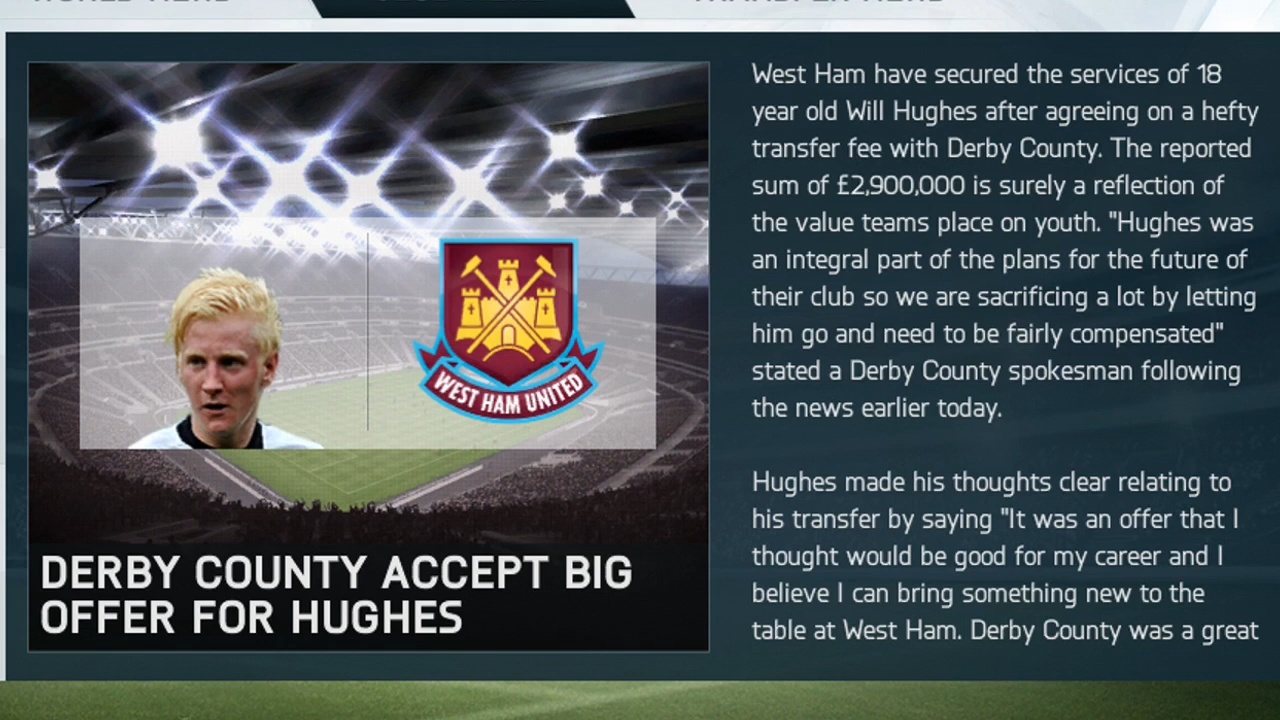 WEST HAM UNITED
DERBY COUNTY ACCEPT BIG
OFFER FOR HUGHES
West Ham have secured the services of 18
year old Will Hughes after agreeing on a hefty
transfer fee with Derby County. The reported
sum of £2,900,000 is surely a reflection of
the value teams place on youth. "Hughes was
an integral part of the plans for the future of
their club so we are sacrificing a lot by letting
him go and need to be fairly compensated"
stated a Derby County spokesman following
the news earlier today.
Hughes made his thoughts clear relating to
his transfer by saying "It was an offer that I
thought would be good for my career and I
believe I can bring something new to the
table at West Ham. Derby County was a great